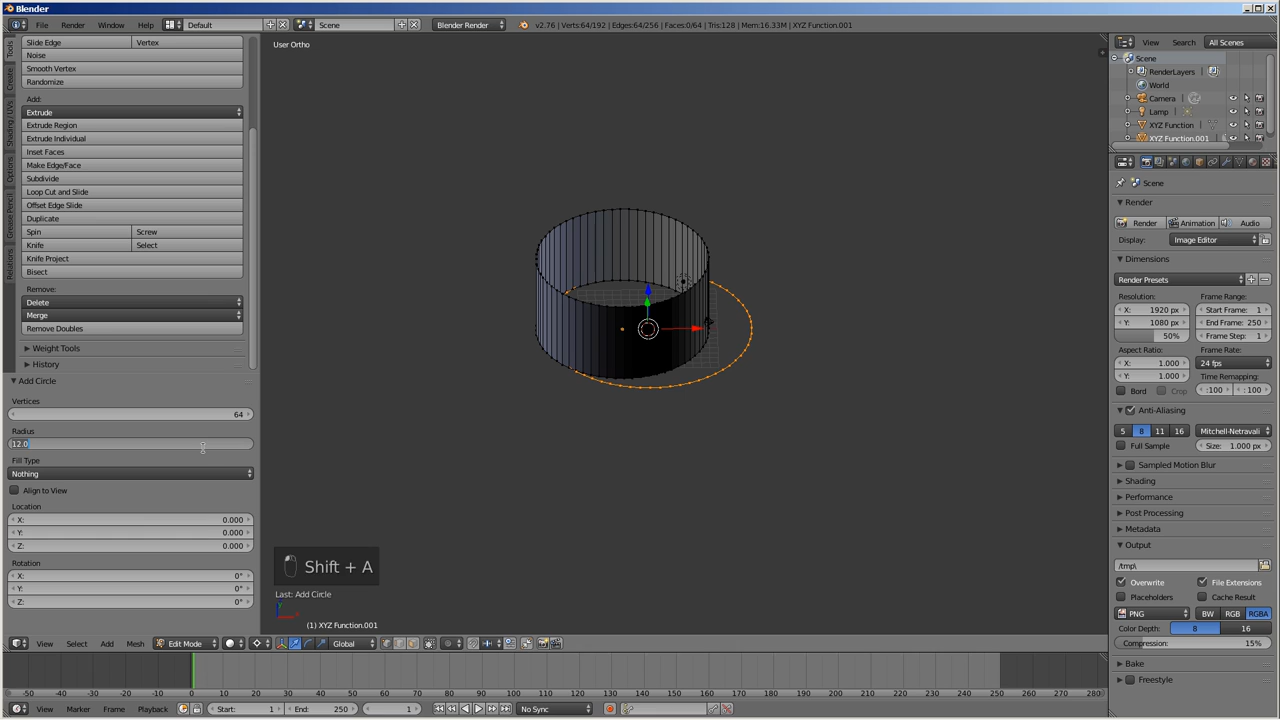 Blender
File Render Window Help Default Scene Blender Render v2.76 | Verts:64/192 | Edges:64/256 | Faces:0/64 | Tris:128 | Mem:16.33M | XYZ Function.001
Tools
Create
Shading / UVs
Options
Grease Pencil
Relations
Slide Edge Vertex
Noise
Smooth Vertex
Randomize
Add:
Extrude
Extrude Region
Extrude Individual
Inset Faces
Make Edge/Face
Subdivide
Loop Cut and Slide
Offset Edge Slide
Duplicate
Spin Screw
Knife Select
Knife Project
Bisect
Remove:
Delete
Merge
Remove Doubles
Weight Tools
History
Add Circle
Vertices
64
Radius
12.0
Fill Type
Nothing
Align to View
Location
X: 0.000
Y: 0.000
Z: 0.000
Rotation
X: 0°
Y: 0°
Z: 0°
User Ortho
Shift + A
Last: Add Circle
(1) XYZ Function.001
View Select Add Mesh Edit Mode Global
-50 -40 -30 -20 -10 0 10 20 30 40 50 60 70 80 90 100 110 120 130 140 150 160 170 180 190 200 210 220 230 240 250 260 270 280
View Marker Frame Playback Start: 1 End: 250 1 No Sync
View Search All Scenes
Scene
RenderLayers
World
Camera
Lamp
XYZ Function
XYZ Function.001
Scene
Render
Render Animation Audio
Display: Image Editor
Dimensions
Render Presets
Resolution: Frame Range:
X: 1920 px Start Frame: 1
Y: 1080 px End Frame: 250
50% Frame Step: 1
Aspect Ratio: Frame Rate:
X: 1.000 24 fps
Y: 1.000 Time Remapping:
Bord Crop :100 :100
Anti-Aliasing
5 8 11 16 Mitchell-Netravali
Full Sample Size: 1.000 px
Sampled Motion Blur
Shading
Performance
Post Processing
Metadata
Output
/tmp\
Overwrite File Extensions
Placeholders Cache Result
PNG BW RGB RGBA
Color Depth: 8 16
Compression: 15%
Bake
Freestyle